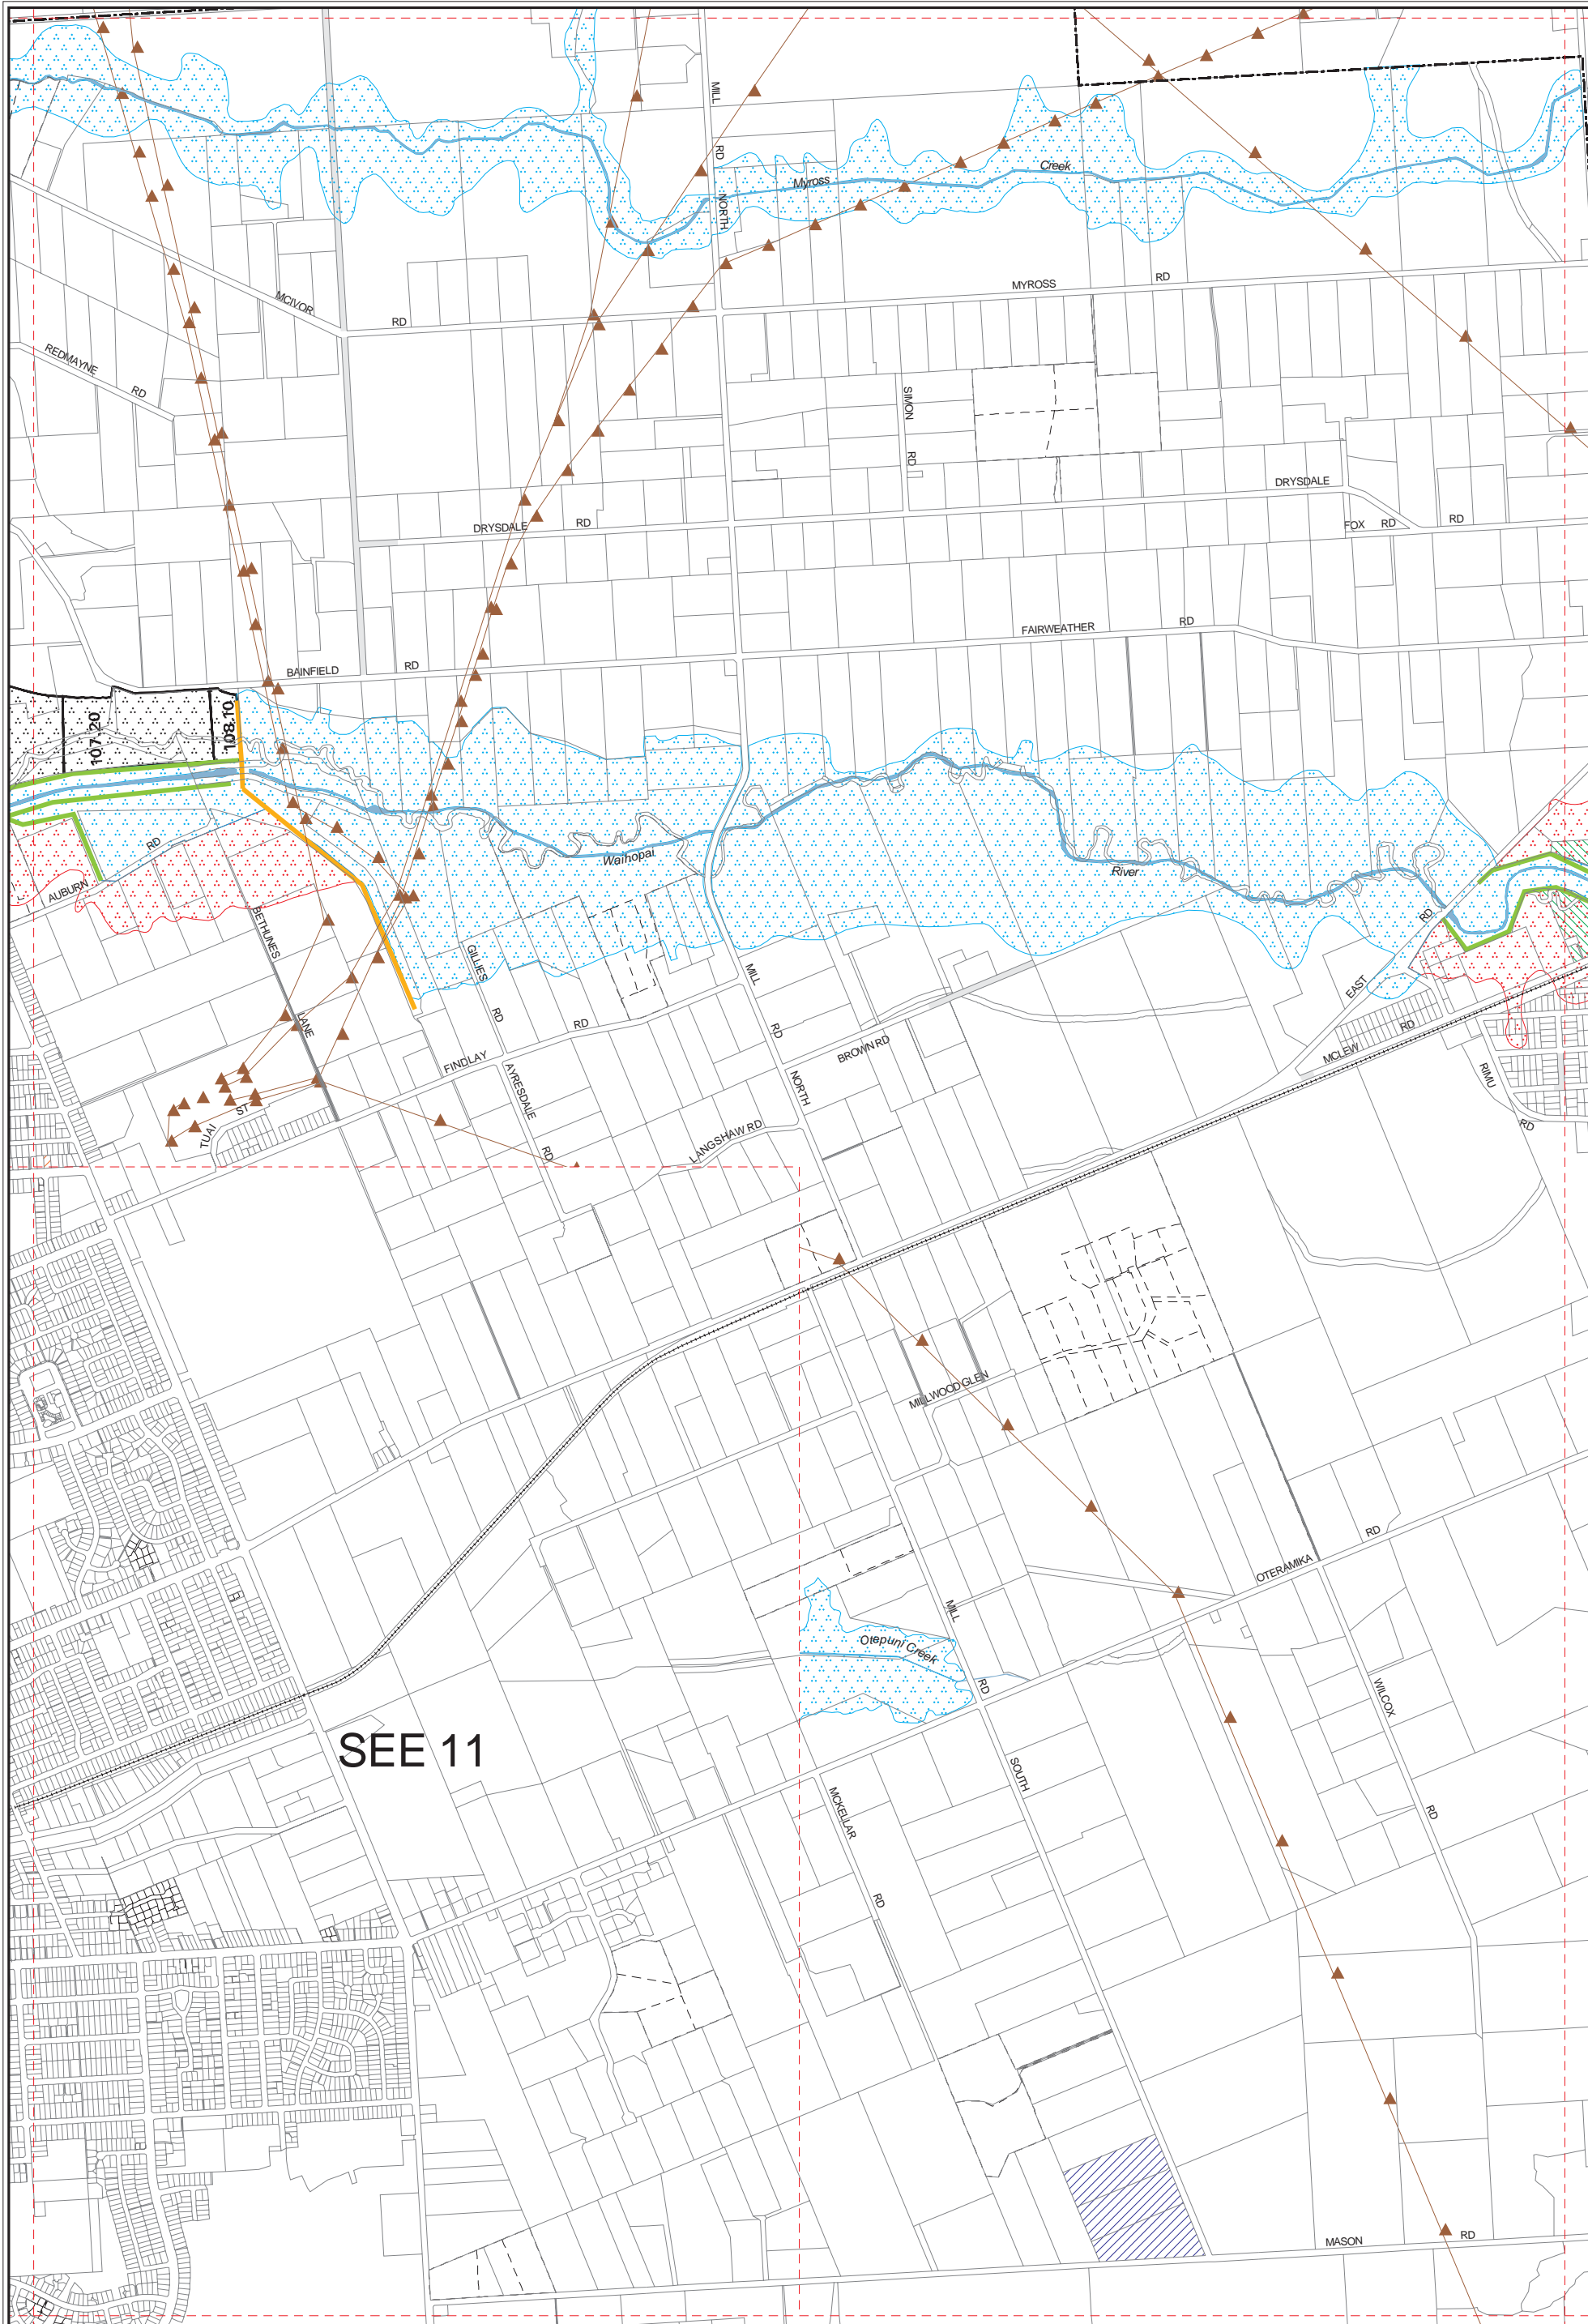 MILL
RD
NORTH
Myross
Creek
MCIVOR
RD
MYROSS
RD
REDMAYNE
RD
SIMON
RD
DRYSDALE
RD
DRYSDALE
FOX RD
RD
FAIRWEATHER
RD
BAINFIELD
RD
107.20
108.10
RD
AUBURN
Waihopai
River
BETHUNES
LANE
GILLIES
RD
MILL
RD
NORTH
RD
EAST
FINDLAY
RD
BROWN RD
MCLEW
RD
RIMU
RD
AYRESDALE
RD
TUAI
ST
LANGSHAW RD
MILLWOOD GLEN
OTERAMIKA
RD
MILL
RD
Otepuni Creek
SOUTH
WILCOX
RD
SEE 11
MCKELLAR
RD
MASON
RD